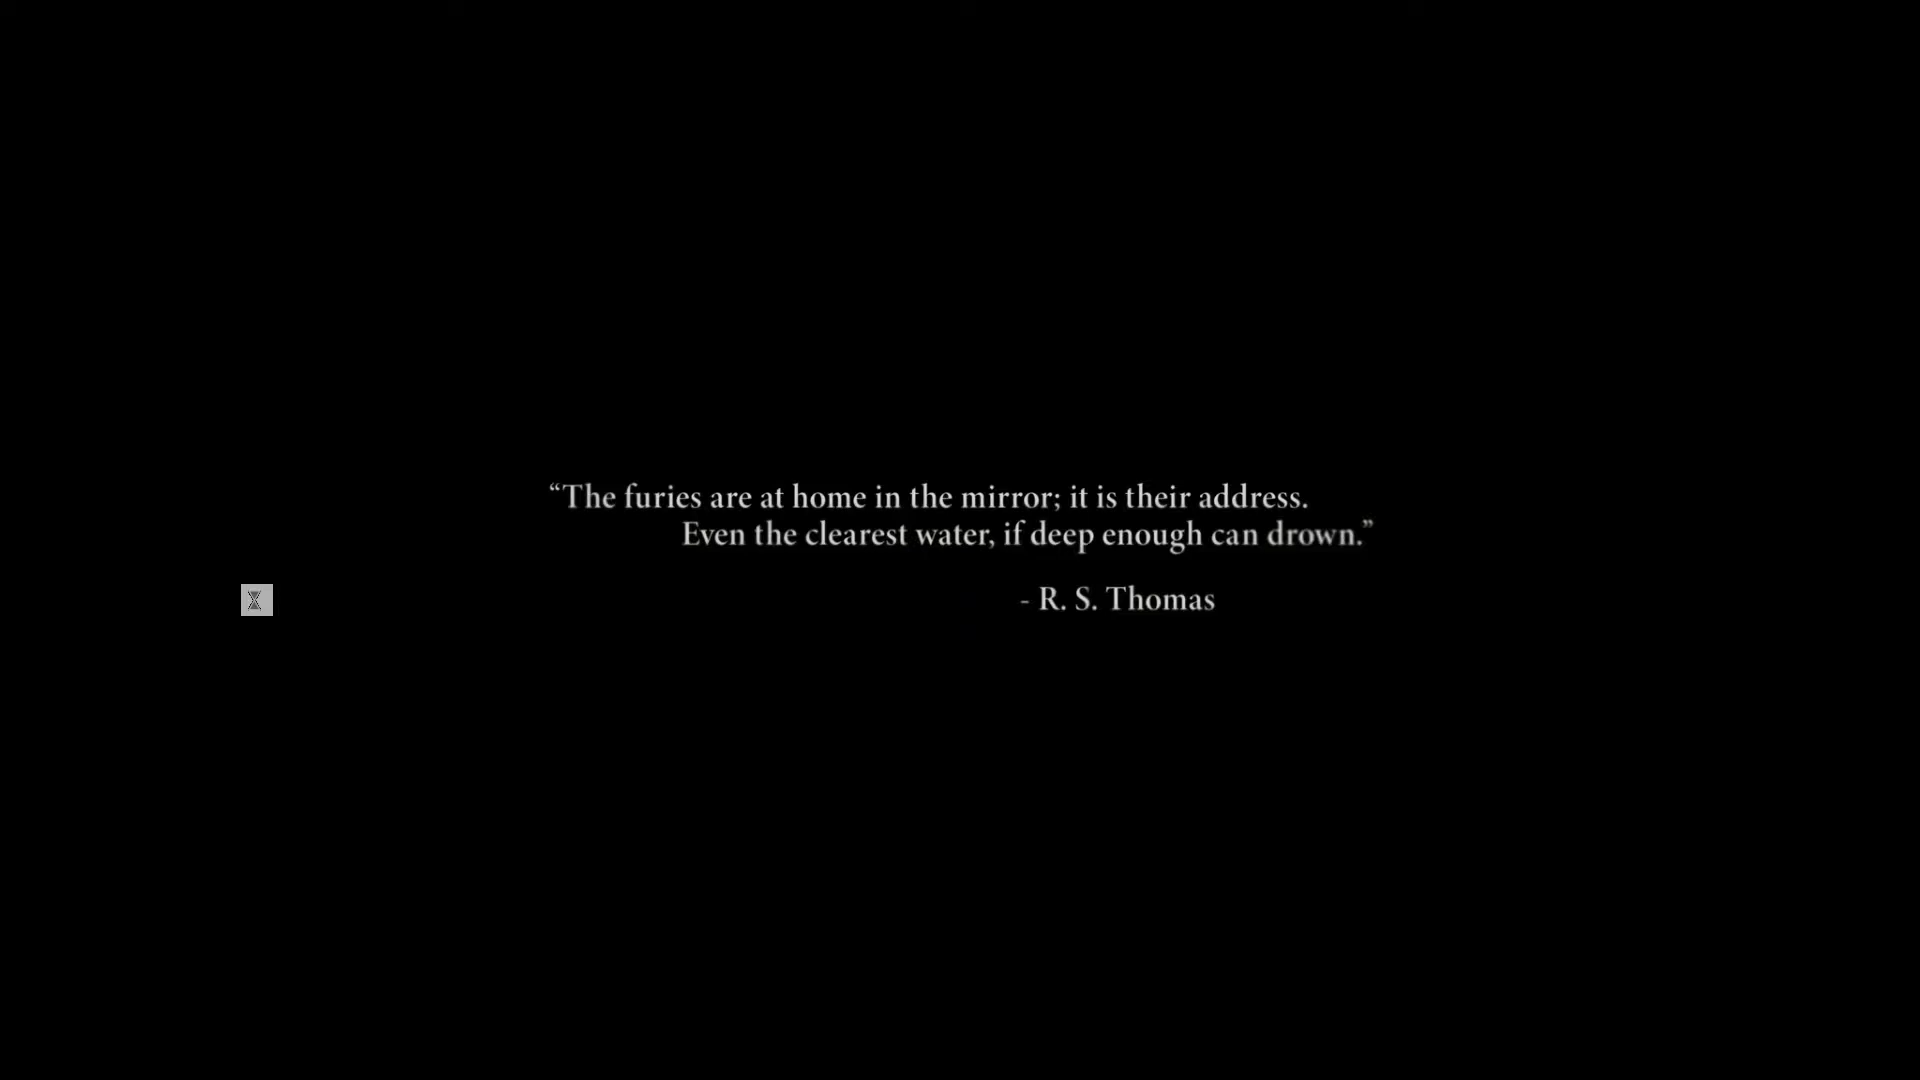 “The furies are at home in the mirror; it is their address.
Even the clearest water, if deep enough can drown.”
- R. S. Thomas